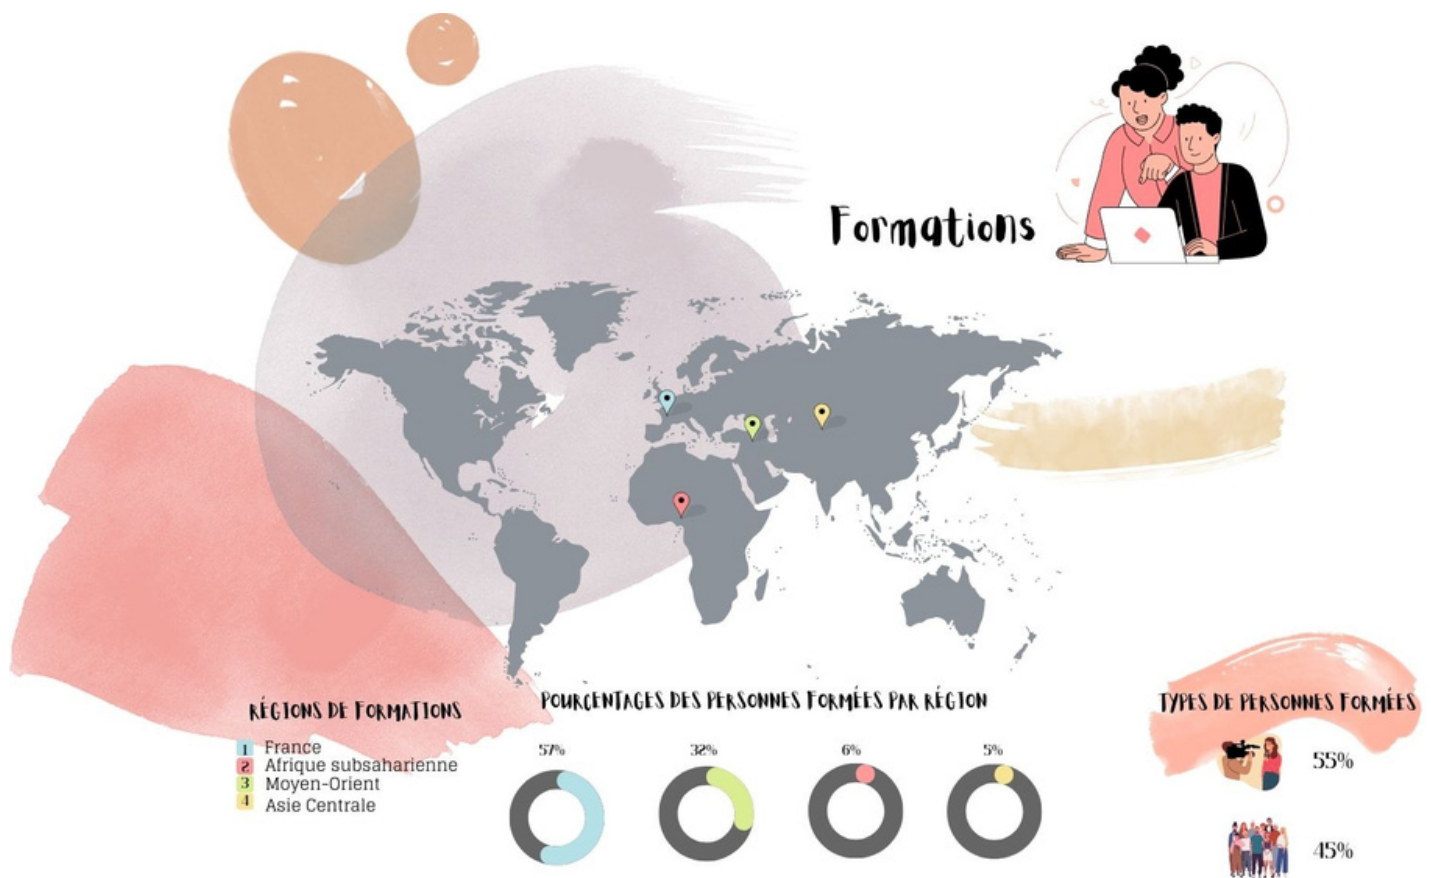 Formations
RÉGIONS DE FORMATIONS
1 France
2 Afrique subsaharienne
3 Moyen-Orient
4 Asie Centrale
POURCENTAGES DES PERSONNES FORMÉES PAR RÉGION
57% 32% 6% 5%
TYPES DE PERSONNES FORMÉES
55%
45%